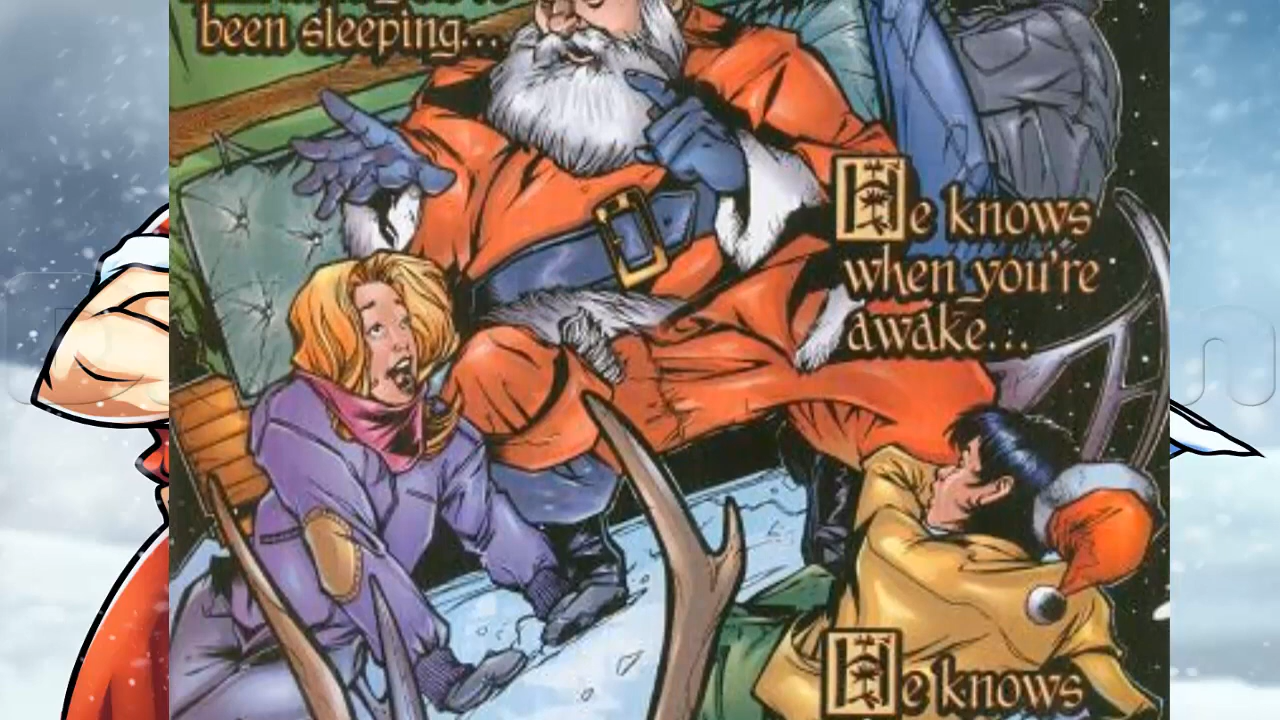 been sleeping...
He knows
when you're
awake...
He knows